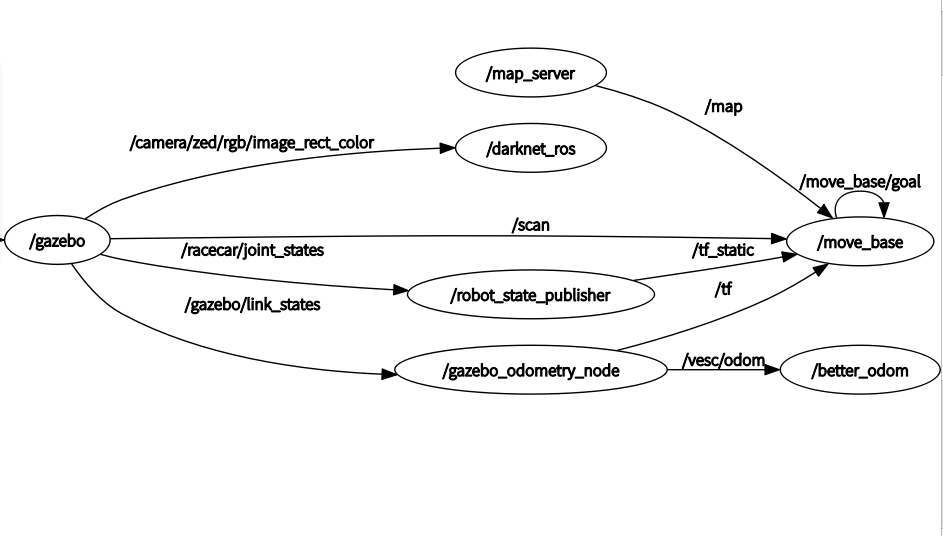 /map_server
/map
/camera/zed/rgb/image_rect_color
/darknet_ros
/move_base/goal
/gazebo
/scan
/move_base
/racecar/joint_states
/tf_static
/robot_state_publisher
/tf
/gazebo/link_states
/gazebo_odometry_node
/vesc/odom
/better_odom